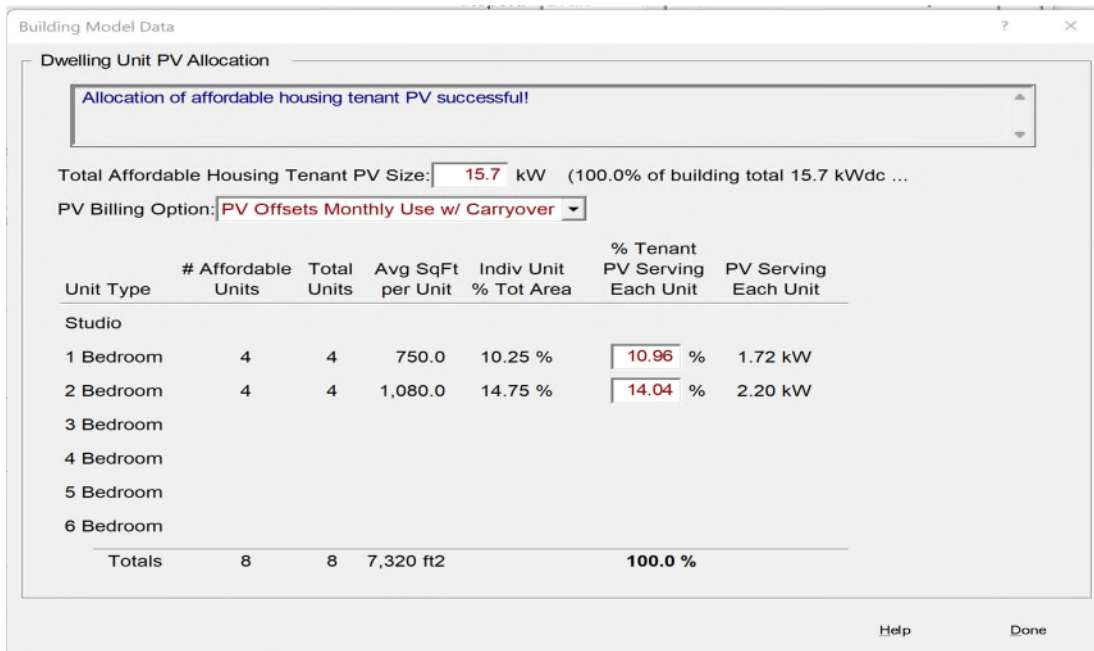 Building Model Data ? ×
Dwelling Unit PV Allocation
Allocation of affordable housing tenant PV successful!
Total Affordable Housing Tenant PV Size: 15.7 kW (100.0% of building total 15.7 kWdc ...
PV Billing Option: PV Offsets Monthly Use w/ Carryover
% Tenant
# Affordable Total Avg SqFt Indiv Unit PV Serving PV Serving
Unit Type Units Units per Unit % Tot Area Each Unit Each Unit
Studio
1 Bedroom 4 4 750.0 10.25 % 10.96 % 1.72 kW
2 Bedroom 4 4 1,080.0 14.75 % 14.04 % 2.20 kW
3 Bedroom
4 Bedroom
5 Bedroom
6 Bedroom
Totals 8 8 7,320 ft2 100.0 %
Help Done